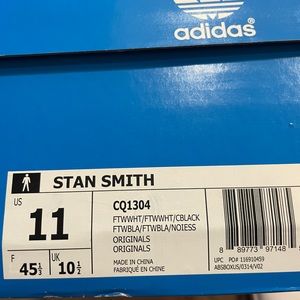 adidas
STAN SMITH
US
11
F
45⅓
UK
10½
CQ1304
FTWWHT/FTWWHT/CBLACK
FTWBLA/FTWBLA/NOIESS
ORIGINALS
ORIGINALS
MADE IN CHINA
FABRIQUÉ EN CHINE
8 89773 97148
UPC PO# 116910459
ABSBOXUS/0314/V02